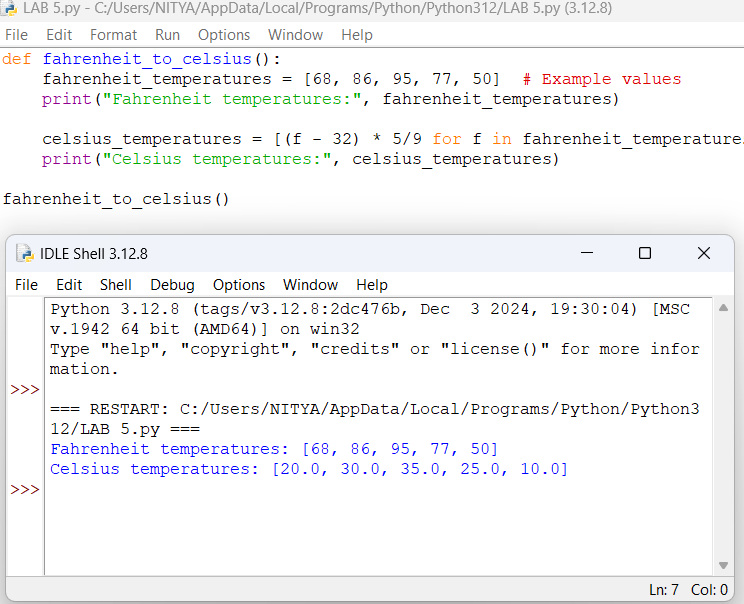 LAB 5.py - C:/Users/NITYA/AppData/Local/Programs/Python/Python312/LAB 5.py (3.12.8)
File Edit Format Run Options Window Help
def fahrenheit_to_celsius():
    fahrenheit_temperatures = [68, 86, 95, 77, 50]  # Example values
    print("Fahrenheit temperatures:", fahrenheit_temperatures)
    celsius_temperatures = [(f - 32) * 5/9 for f in fahrenheit_temperature
    print("Celsius temperatures:", celsius_temperatures)
fahrenheit_to_celsius()
IDLE Shell 3.12.8
File Edit Shell Debug Options Window Help
Python 3.12.8 (tags/v3.12.8:2dc476b, Dec  3 2024, 19:30:04) [MSC
v.1942 64 bit (AMD64)] on win32
Type "help", "copyright", "credits" or "license()" for more infor
mation.
>>>
=== RESTART: C:/Users/NITYA/AppData/Local/Programs/Python/Python3
12/LAB 5.py ===
Fahrenheit temperatures: [68, 86, 95, 77, 50]
Celsius temperatures: [20.0, 30.0, 35.0, 25.0, 10.0]
>>>
Ln: 7 Col: 0